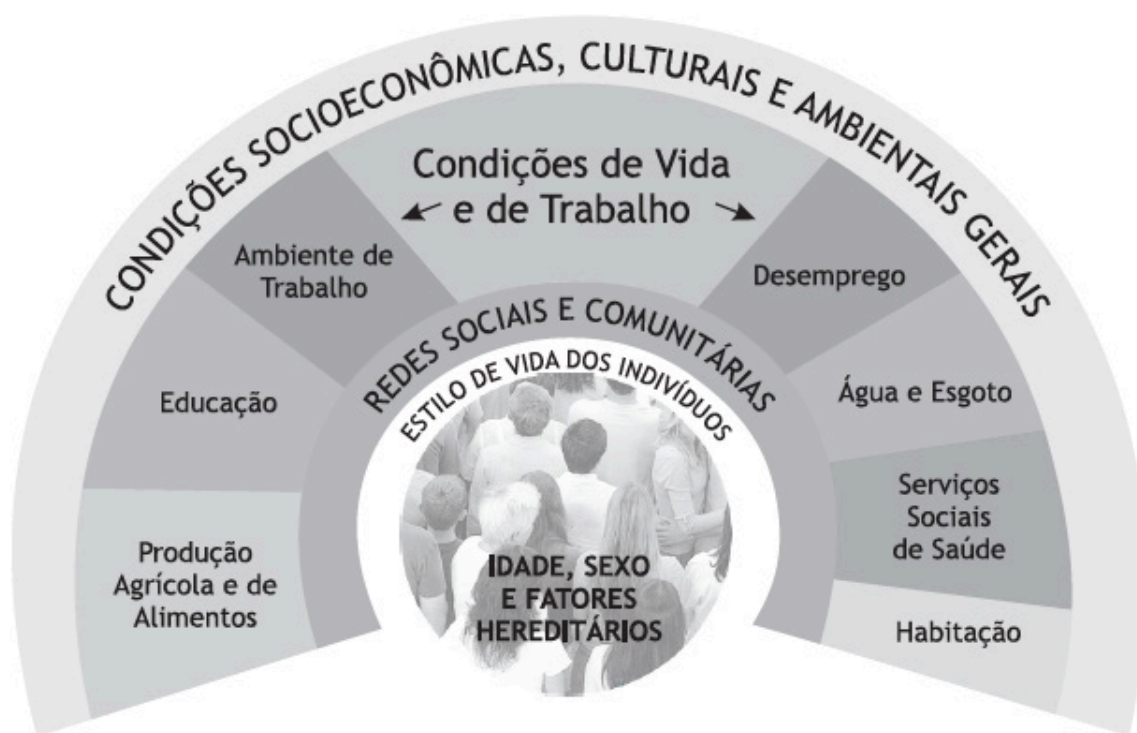 CONDIÇÕES SOCIOECONÔMICAS, CULTURAIS E AMBIENTAIS GERAIS
Condições de Vida
e de Trabalho
Ambiente de
Trabalho
Desemprego
Educação
Água e Esgoto
Produção
Agrícola e de
Alimentos
Serviços
Sociais
de Saúde
Habitação
REDES SOCIAIS E COMUNITÁRIAS
ESTILO DE VIDA DOS INDIVÍDUOS
IDADE, SEXO
E FATORES
HEREDITÁRIOS